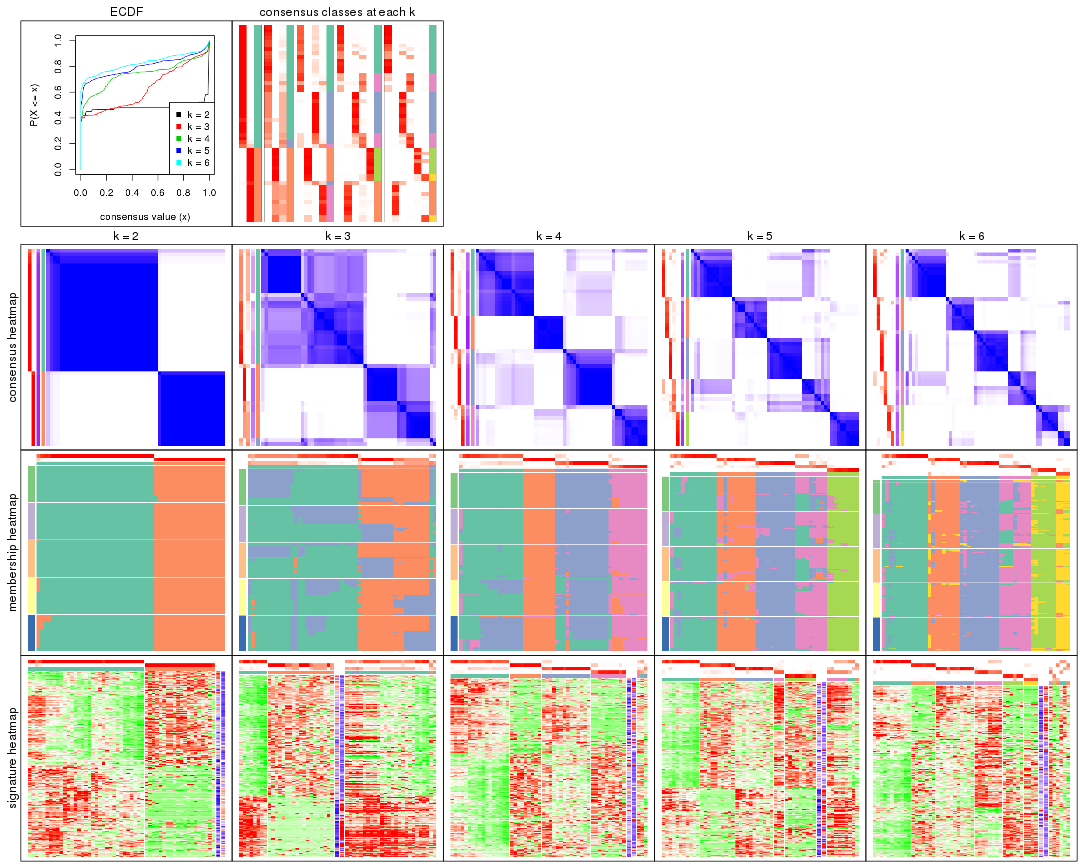 ECDF
consensus classes at each k
P(X <= x)
1.0
0.8
0.6
0.4
0.2
0.0
k = 2
k = 3
k = 4
k = 5
k = 6
0.0 0.2 0.4 0.6 0.8 1.0
consensus value (x)
k = 2 k = 3 k = 4 k = 5 k = 6
consensus heatmap
membership heatmap
signature heatmap